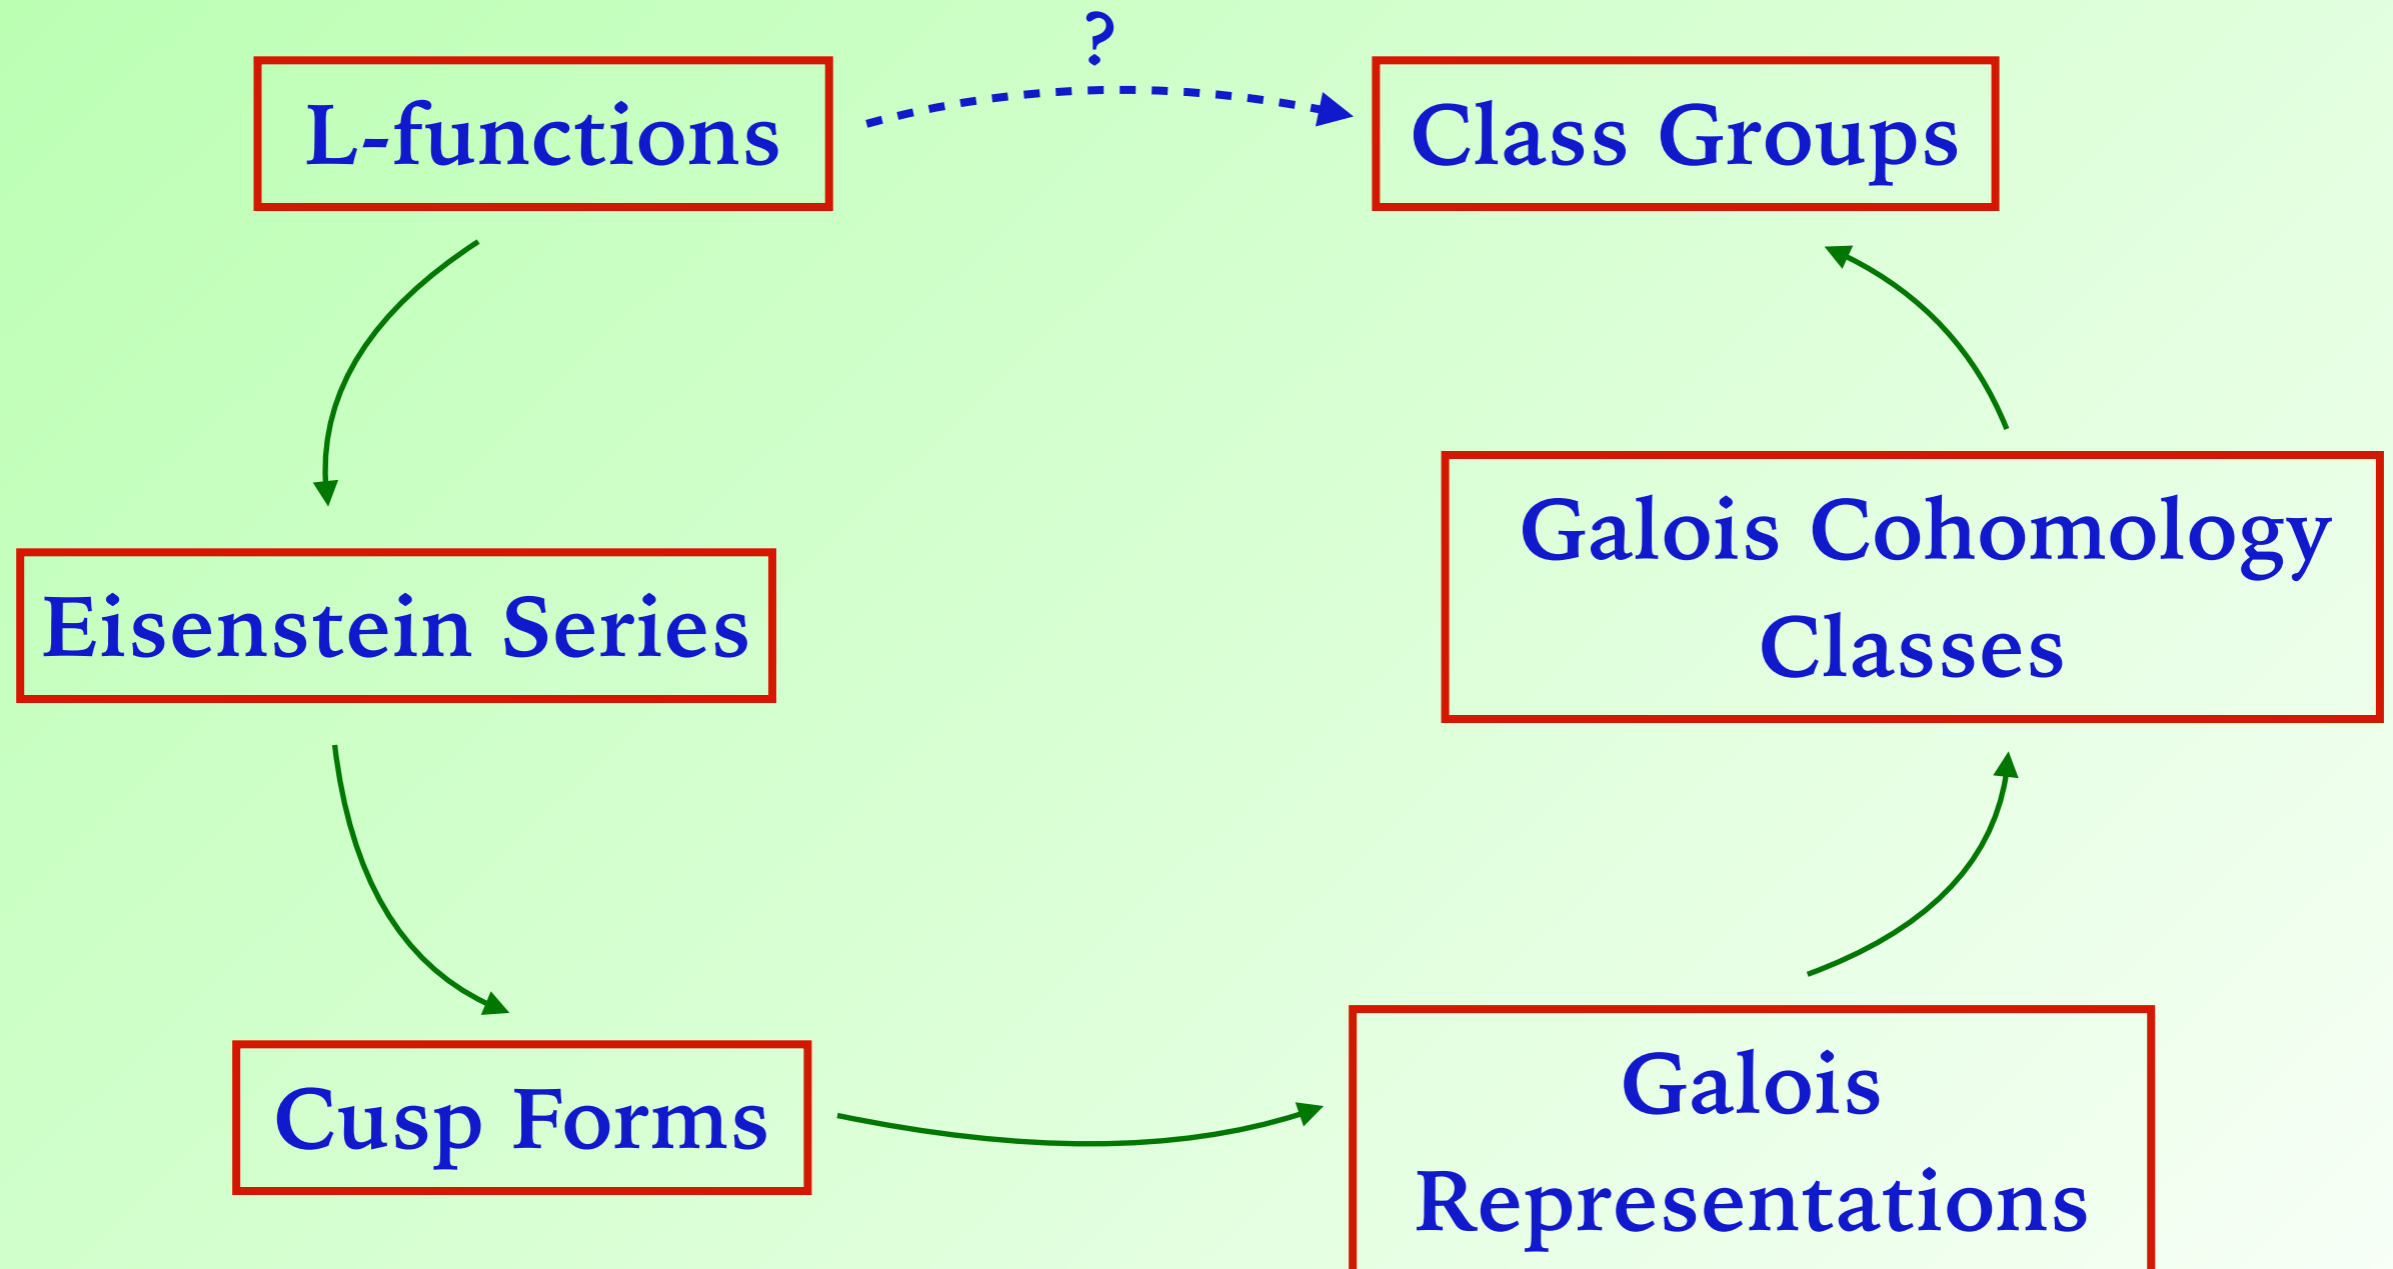 ?
L-functions
Class Groups
Eisenstein Series
Galois Cohomology
Classes
Cusp Forms
Galois
Representations